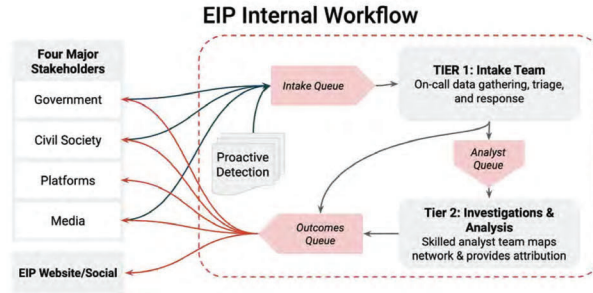 EIP Internal Workflow
Four Major
Stakeholders
Government
Civil Society
Platforms
Media
EIP Website/Social
Intake Queue
Proactive
Detection
TIER 1: Intake Team
On-call data gathering, triage,
and response
Analyst
Queue
Tier 2: Investigations &
Analysis
Skilled analyst team maps
network & provides attribution
Outcomes
Queue